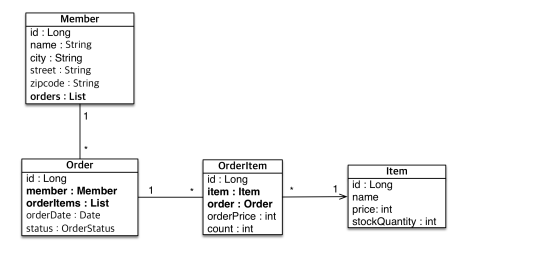 Member
id : Long
name : String
city : String
street : String
zipcode : String
orders : List
1
*
Order
id : Long
member : Member
orderItems : List
orderDate : Date
status : OrderStatus
1
*
OrderItem
id : Long
item : Item
order : Order
orderPrice : int
count : int
*
1
Item
id : Long
name
price: int
stockQuantity : int